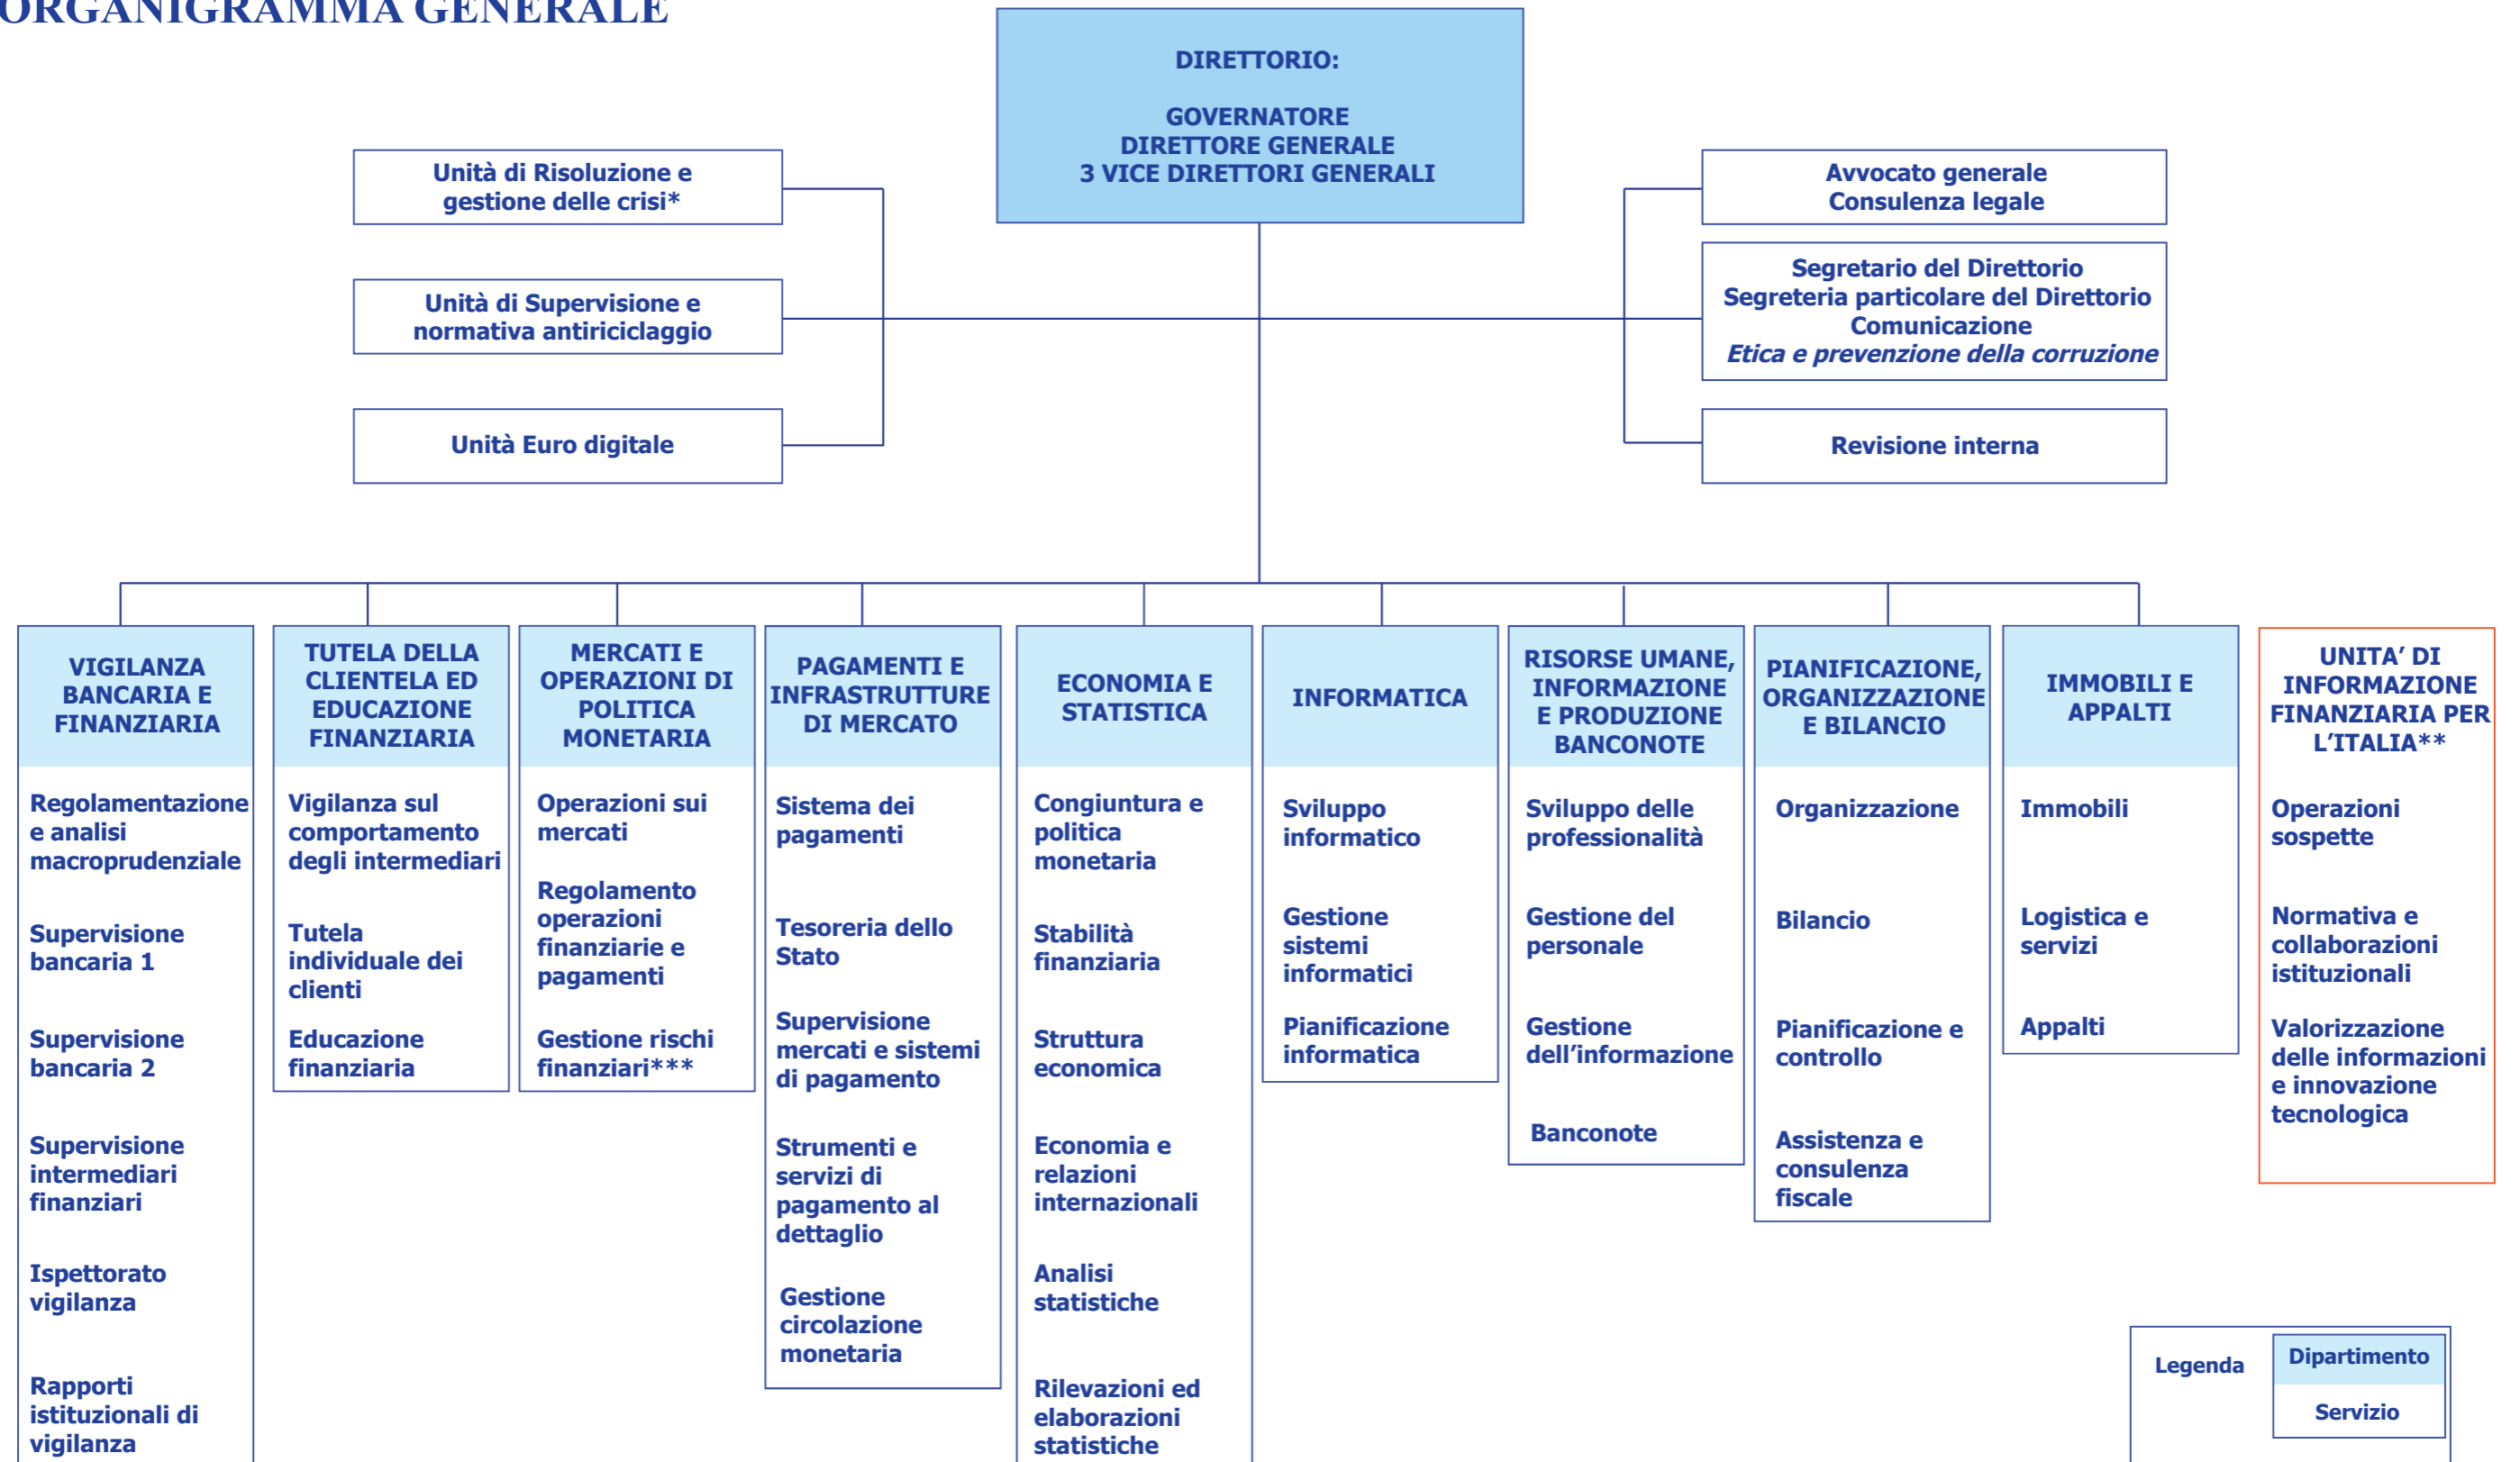 ORGANIGRAMMA GENERALE
DIRETTORIO:
GOVERNATORE
DIRETTORE GENERALE
3 VICE DIRETTORI GENERALI
Unità di Risoluzione e
gestione delle crisi*
Unità di Supervisione e
normativa antiriciclaggio
Unità Euro digitale
Avvocato generale
Consulenza legale
Segretario del Direttorio
Segreteria particolare del Direttorio
Comunicazione
Etica e prevenzione della corruzione
Revisione interna
VIGILANZA
BANCARIA E
FINANZIARIA
Regolamentazione
e analisi
macroprudenziale
Supervisione
bancaria 1
Supervisione
bancaria 2
Supervisione
intermediari
finanziari
Ispettorato
vigilanza
Rapporti
istituzionali di
vigilanza
TUTELA DELLA
CLIENTELA ED
EDUCAZIONE
FINANZIARIA
Vigilanza sul
comportamento
degli intermediari
Tutela
individuale dei
clienti
Educazione
finanziaria
MERCATI E
OPERAZIONI DI
POLITICA
MONETARIA
Operazioni sui
mercati
Regolamento
operazioni
finanziarie e
pagamenti
Gestione rischi
finanziari***
PAGAMENTI E
INFRASTRUTTURE
DI MERCATO
Sistema dei
pagamenti
Tesoreria dello
Stato
Supervisione
mercati e sistemi
di pagamento
Strumenti e
servizi di
pagamento al
dettaglio
Gestione
circolazione
monetaria
ECONOMIA E
STATISTICA
Congiuntura e
politica
monetaria
Stabilità
finanziaria
Struttura
economica
Economia e
relazioni
internazionali
Analisi
statistiche
Rilevazioni ed
elaborazioni
statistiche
INFORMATICA
Sviluppo
informatico
Gestione
sistemi
informatici
Pianificazione
informatica
RISORSE UMANE,
INFORMAZIONE
E PRODUZIONE
BANCONOTE
Sviluppo delle
professionalità
Gestione del
personale
Gestione
dell'informazione
Banconote
PIANIFICAZIONE,
ORGANIZZAZIONE
E BILANCIO
Organizzazione
Bilancio
Pianificazione e
controllo
Assistenza e
consulenza
fiscale
IMMOBILI E
APPALTI
Immobili
Logistica e
servizi
Appalti
UNITA' DI
INFORMAZIONE
FINANZIARIA PER
L'ITALIA**
Operazioni
sospette
Normativa e
collaborazioni
istituzionali
Valorizzazione
delle informazioni
e innovazione
tecnologica
Legenda
Dipartimento
Servizio